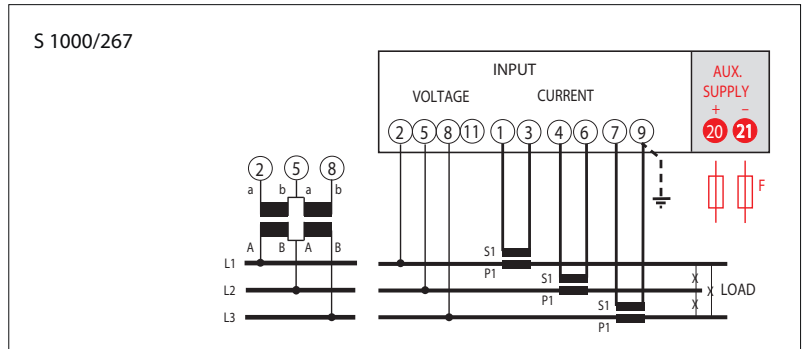 S 1000/267
INPUT
AUX.
SUPPLY
VOLTAGE CURRENT
+ −
2 5 8 11 1 3 4 6 7 9 20 21
2 5 8
a b a b
F
A B A B
S1
L1
P1
S1
X
L2
X LOAD
P1
S1
X
L3
P1